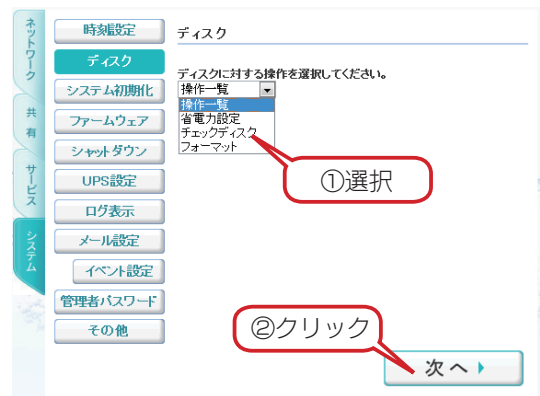 ネットワーク
共有
サービス
システム
時刻設定
ディスク
システム初期化
ファームウェア
シャットダウン
UPS設定
ログ表示
メール設定
イベント設定
管理者パスワード
その他
ディスク
ディスクに対する操作を選択してください。
操作一覧
操作一覧
省電力設定
チェックディスク
フォーマット
①選択
②クリック
次へ